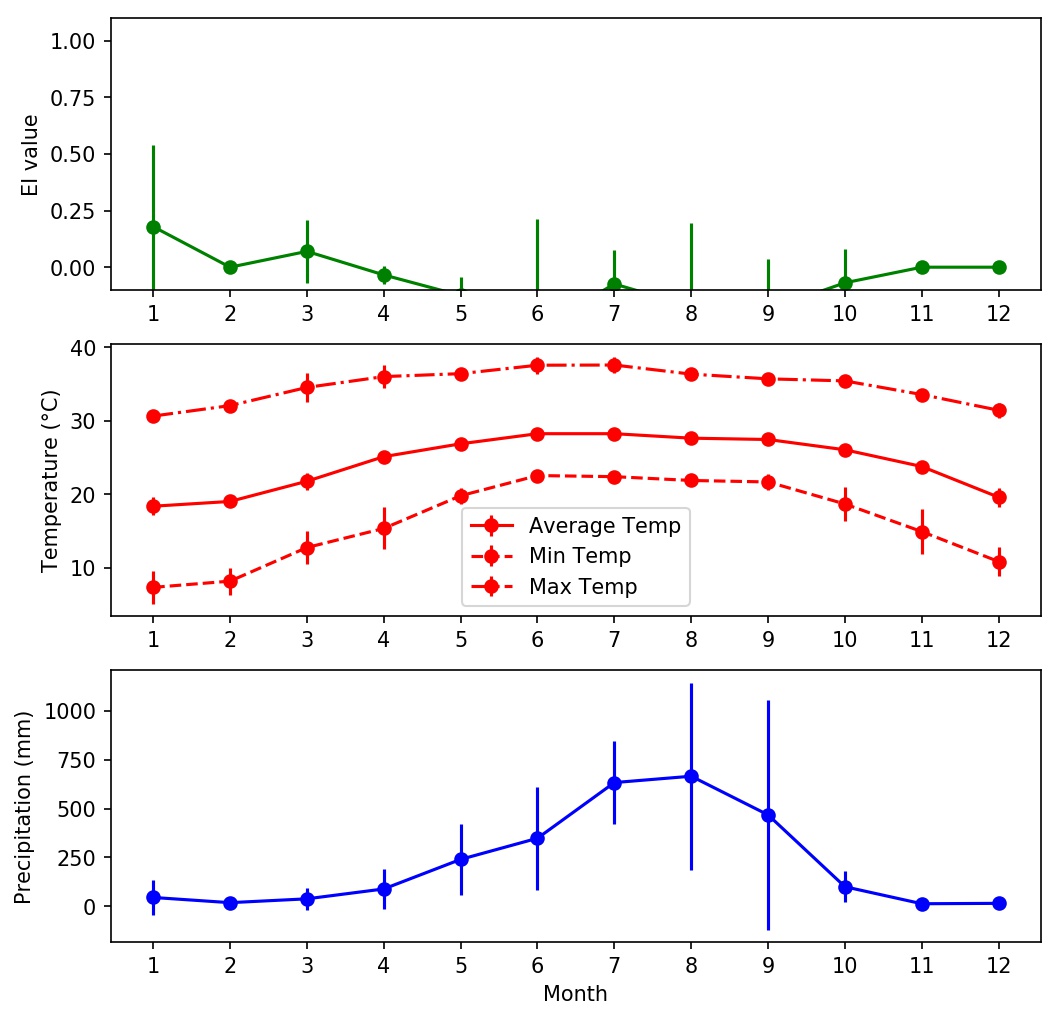 EI value
1.00
0.75
0.50
0.25
0.00
1 2 3 4 5 6 7 8 9 10 11 12
Temperature (°C)
40
30
20
10
Average Temp
Min Temp
Max Temp
1 2 3 4 5 6 7 8 9 10 11 12
Precipitation (mm)
1000
750
500
250
0
1 2 3 4 5 6 7 8 9 10 11 12
Month